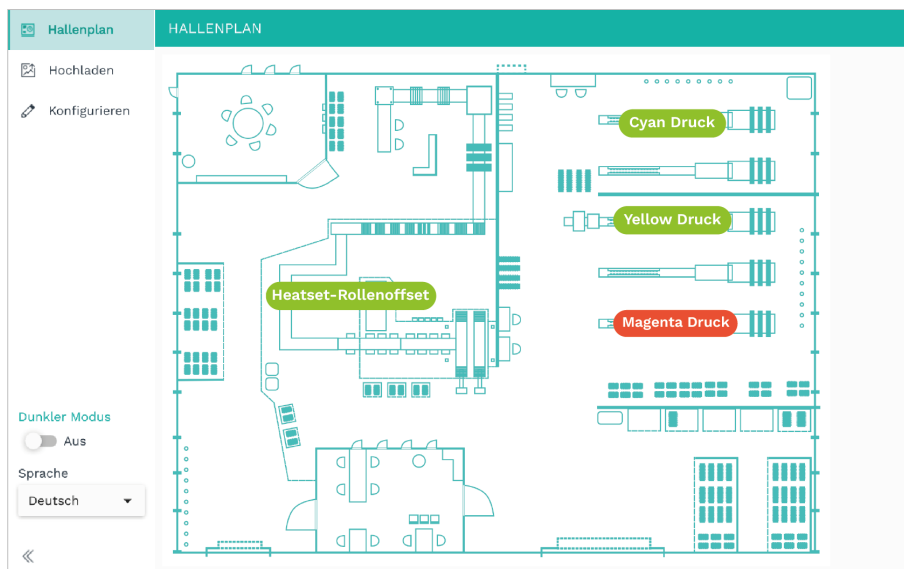 Hallenplan
HALLENPLAN
Hochladen
Konfigurieren
Cyan Druck
Yellow Druck
Heatset-Rollenoffset
Magenta Druck
Dunkler Modus
Aus
Sprache
Deutsch